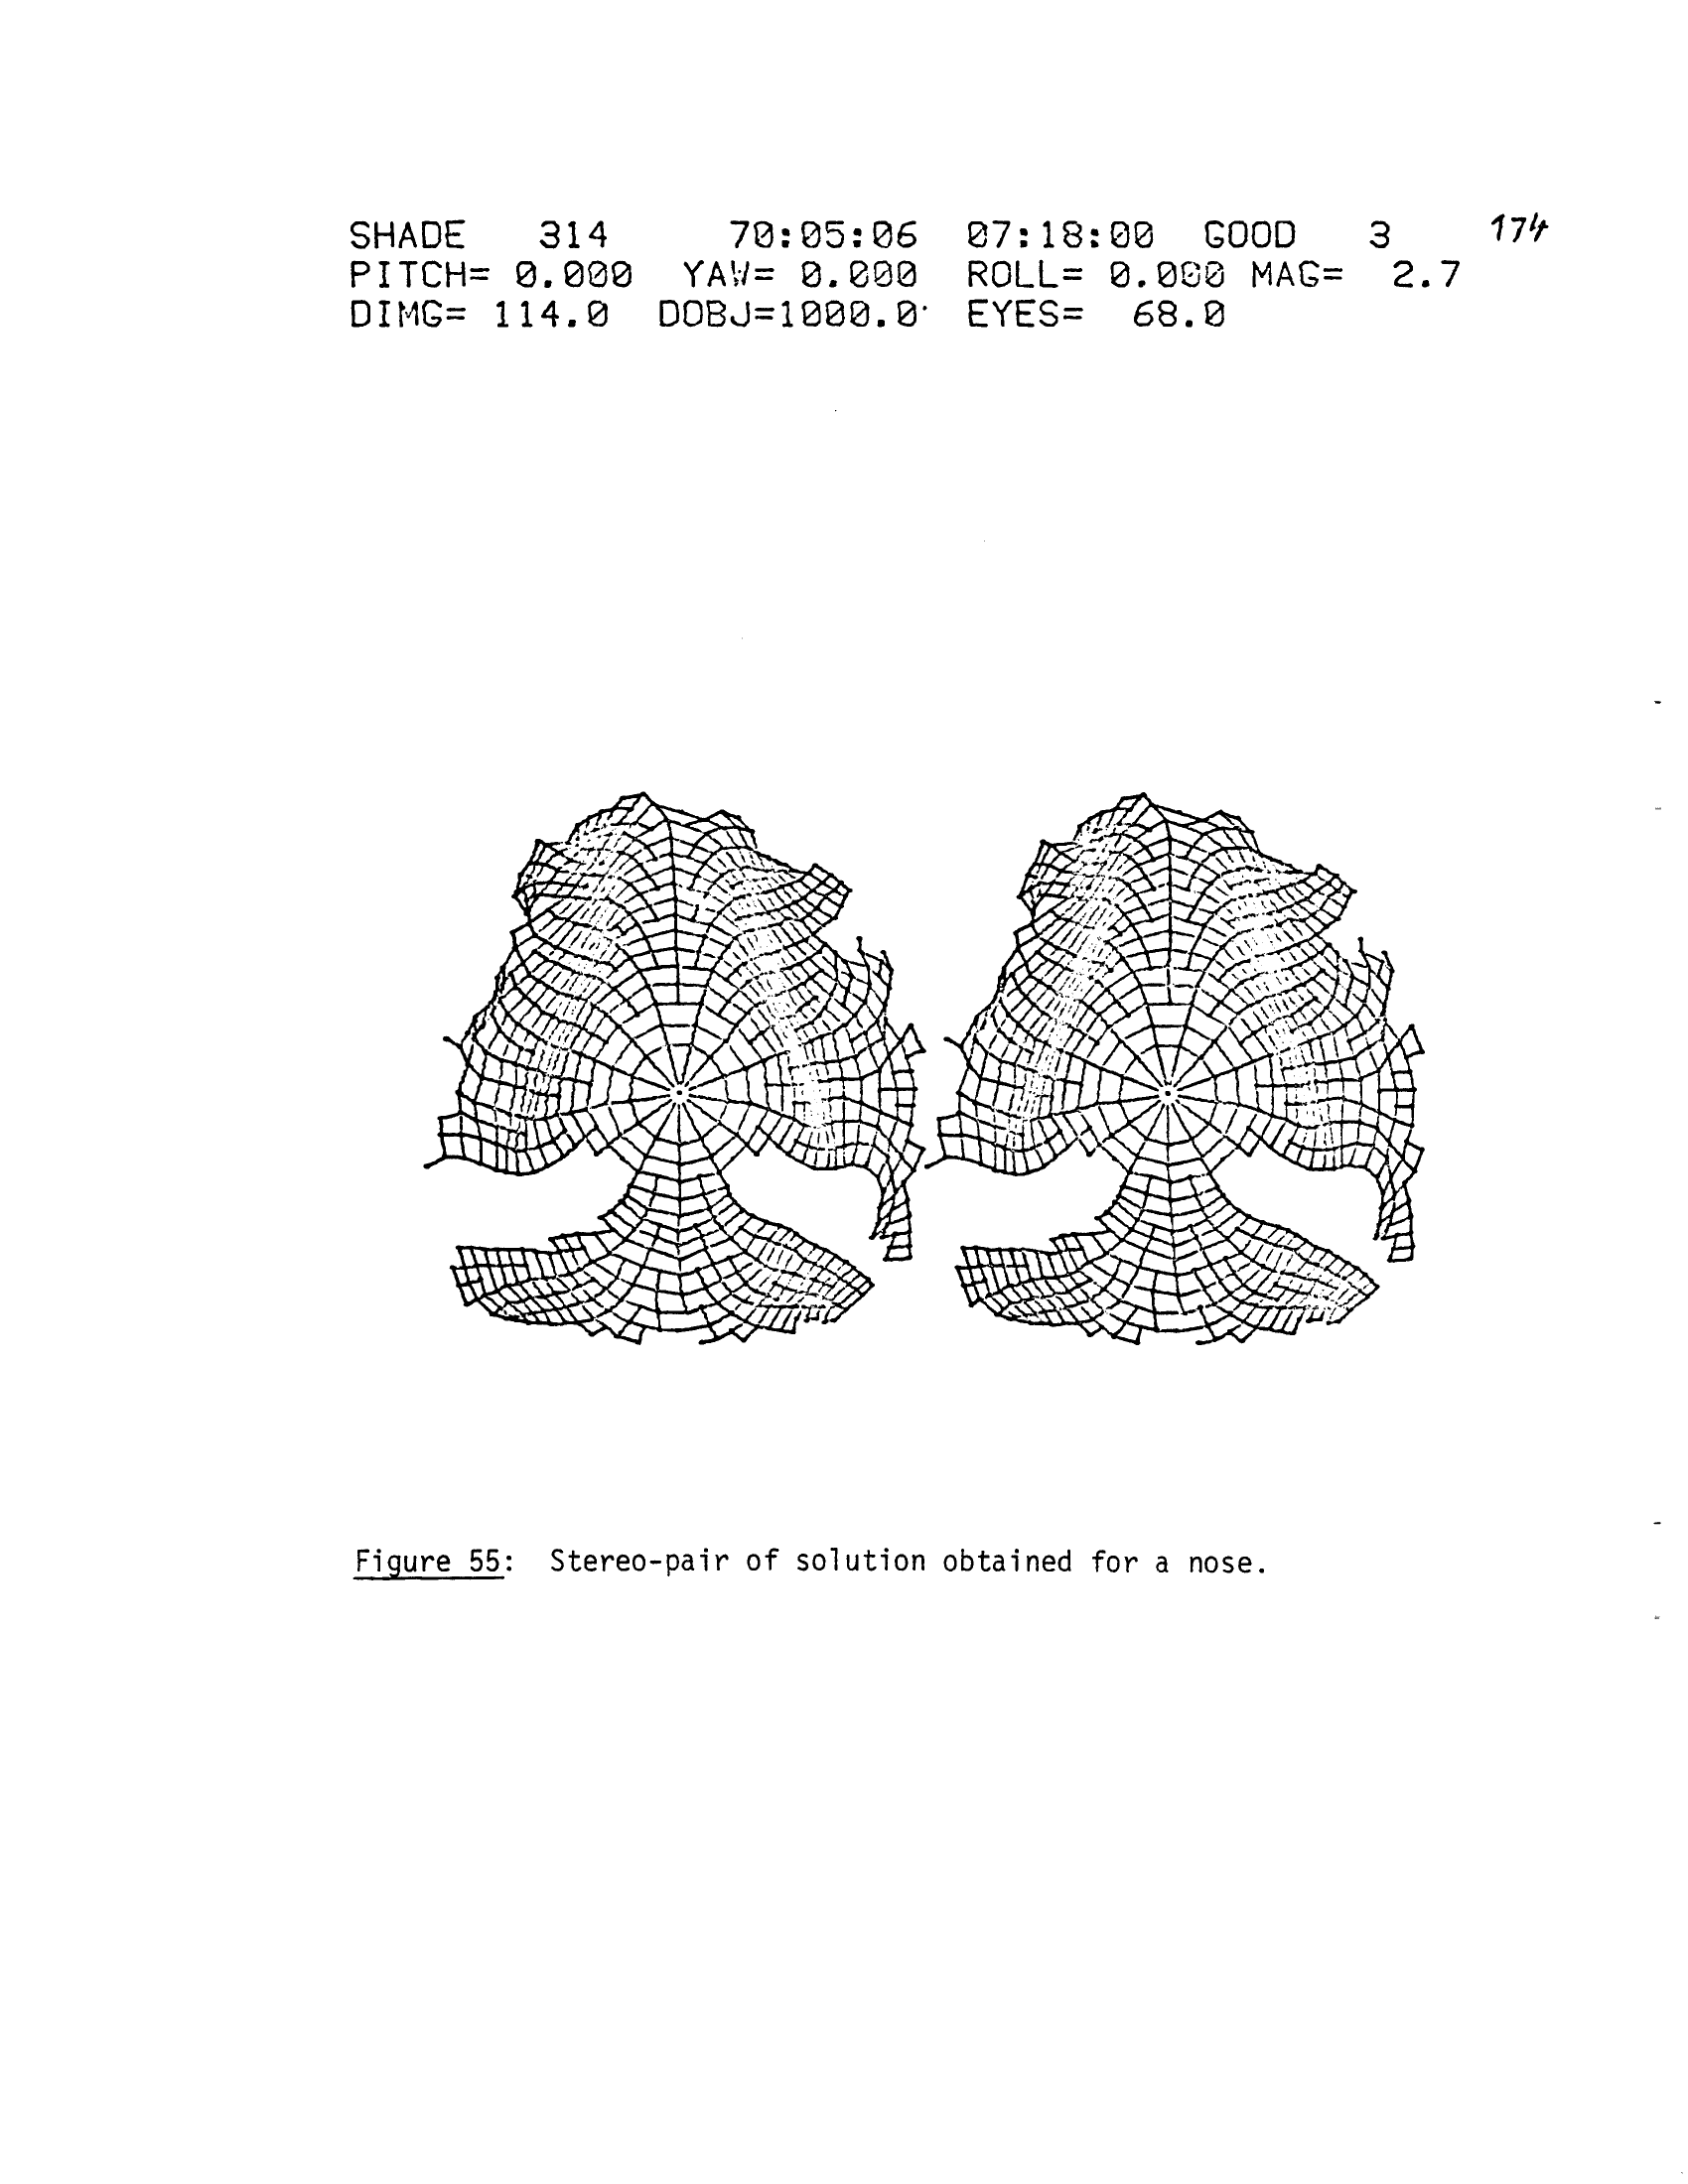 SHADE 314 70:05:06 07:18:00 GOOD 3 174
PITCH= 0.000 YAW= 0.000 ROLL= 0.000 MAG= 2.7
DIMG= 114.0 DOBJ=1000.0 EYES= 68.0
Figure 55: Stereo-pair of solution obtained for a nose.